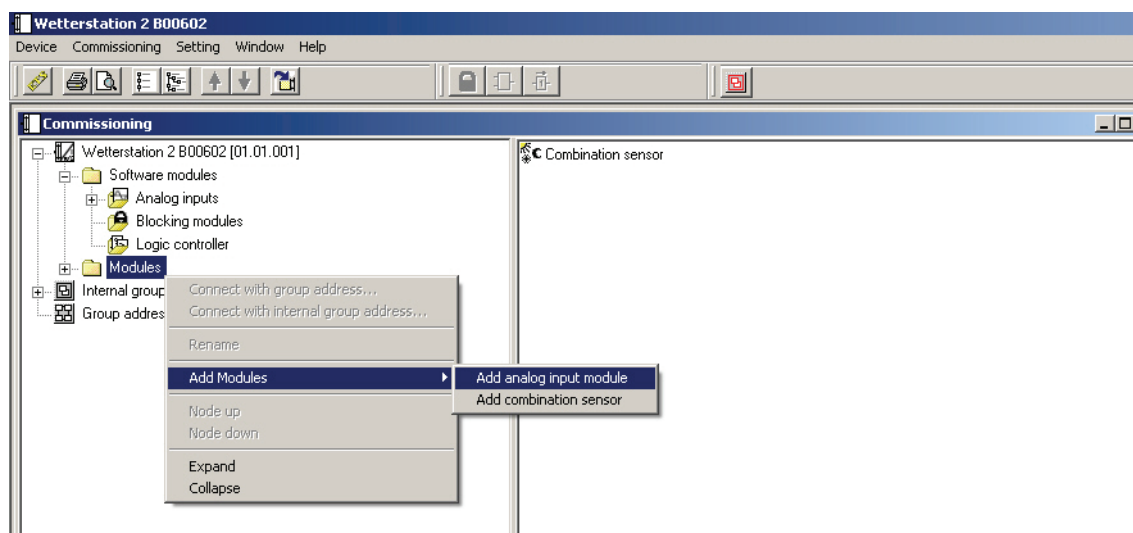 Wetterstation 2 B00602
Device Commissioning Setting Window Help
Commissioning
Wetterstation 2 B00602 [01.01.001]
Software modules
Analog inputs
Blocking modules
Logic controller
Modules
Internal group
Group addres
Combination sensor
Connect with group address...
Connect with internal group address...
Rename
Add Modules
Node up
Node down
Expand
Collapse
Add analog input module
Add combination sensor